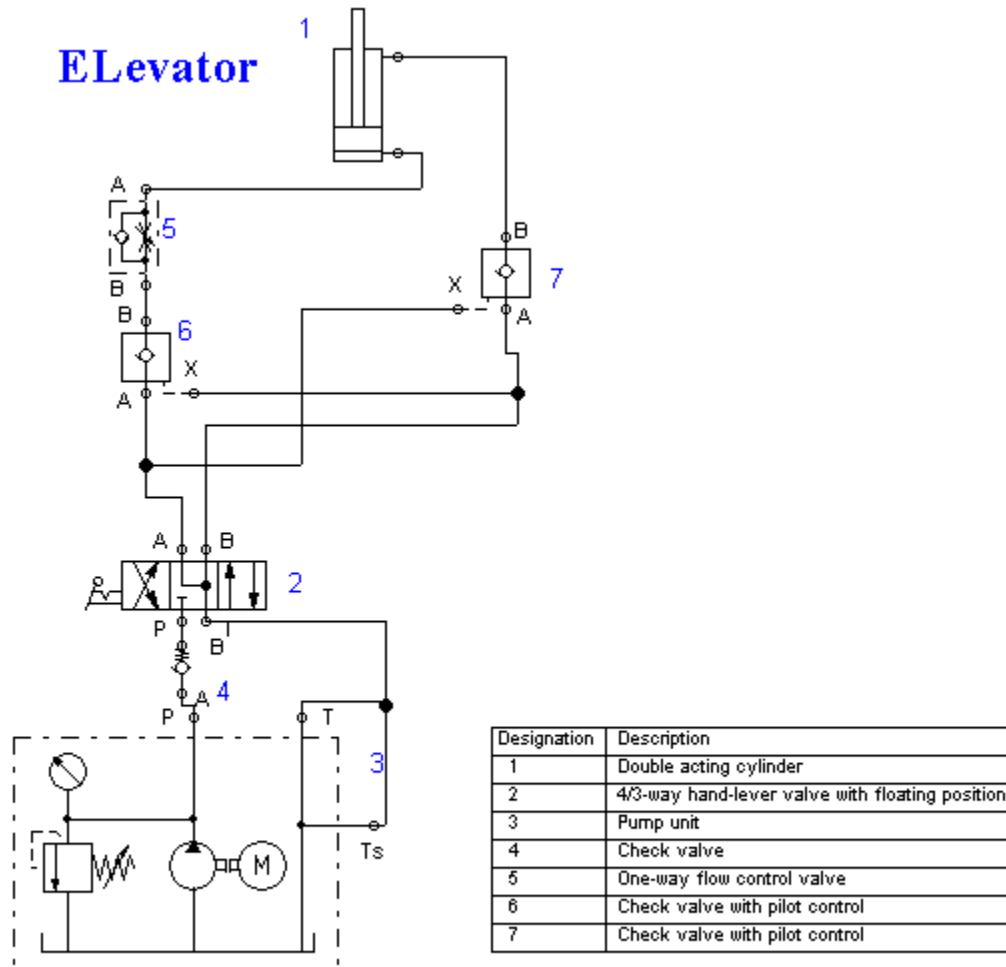 ELevator
1
A
5
B
B
6
X
A
B
7
X
A
A
B
2
P
T
B
A
4
P
T
3
Ts
M
Designation Description
1 Double acting cylinder
2 4/3-way hand-lever valve with floating position
3 Pump unit
4 Check valve
5 One-way flow control valve
6 Check valve with pilot control
7 Check valve with pilot control